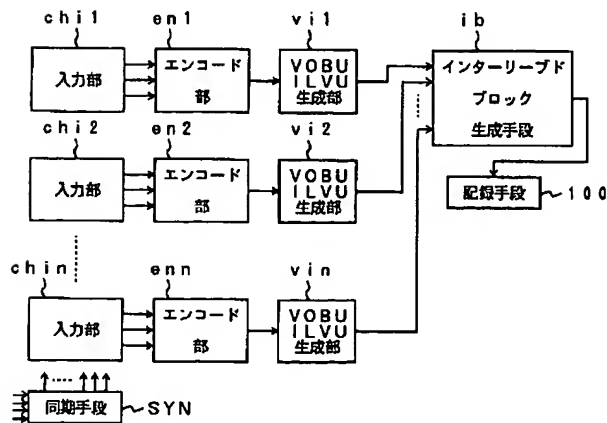 chi1
en1
vi1
ib
入力部
エンコード
部
VOBU
ILVU
生成部
インターリーブド
ブロック
生成手段
chi2
en2
vi2
入力部
エンコード
部
VOBU
ILVU
生成部
記録手段
100
chin
enn
vin
入力部
エンコード
部
VOBU
ILVU
生成部
同期手段
SYN